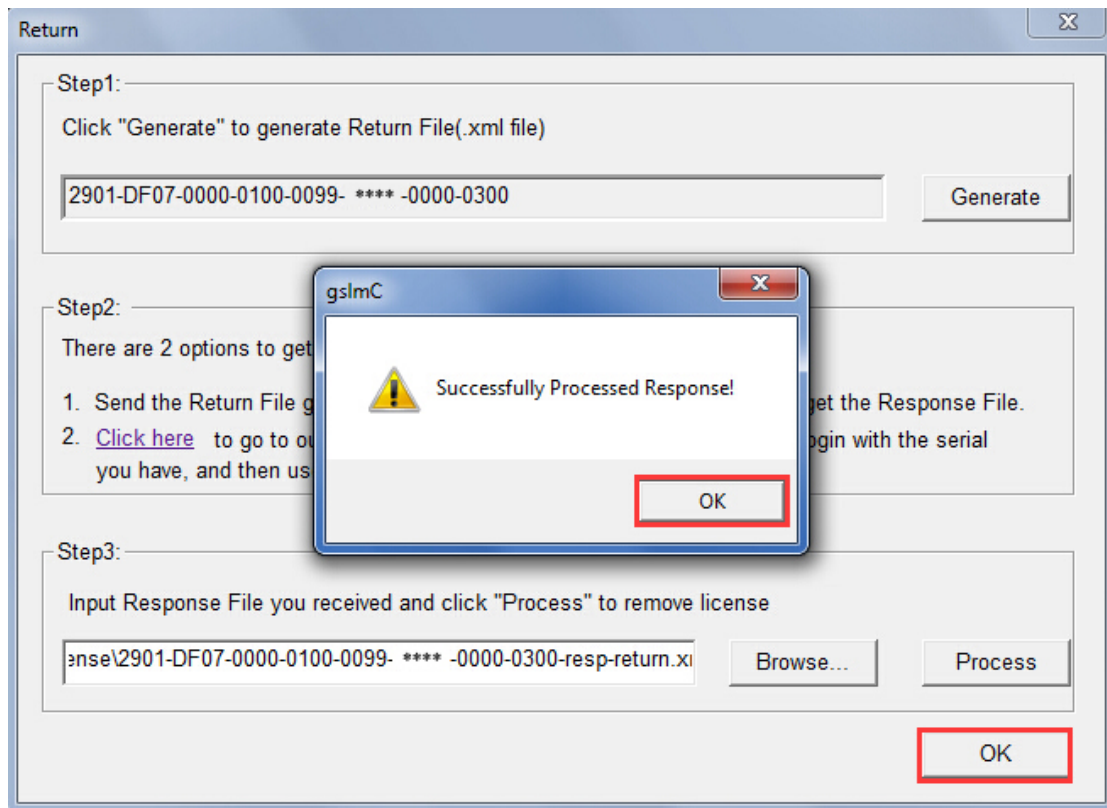 Return
Step1:
Click "Generate" to generate Return File(.xml file)
2901-DF07-0000-0100-0099- **** -0000-0300
Generate
gslmC
Successfully Processed Response!
OK
Step2:
There are 2 options to get
1. Send the Return File g
get the Response File.
2. Click here to go to ou
ogin with the serial
you have, and then us
Step3:
Input Response File you received and click "Process" to remove license
ense\2901-DF07-0000-0100-0099- **** -0000-0300-resp-return.x
Browse...
Process
OK